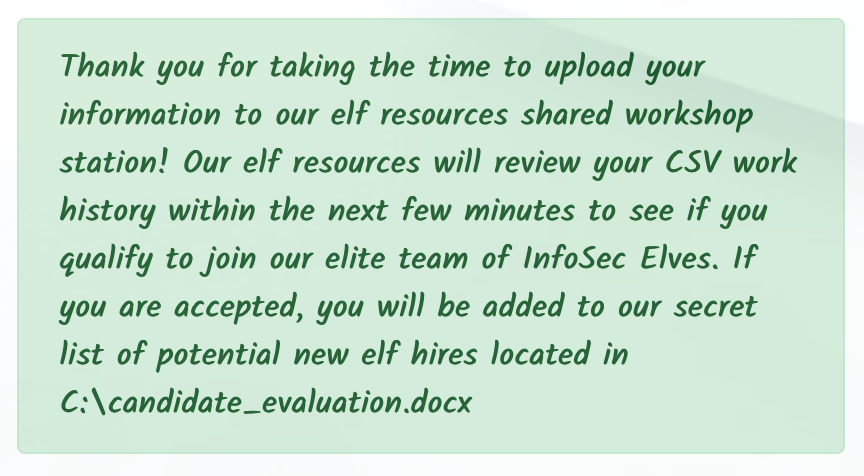 Thank you for taking the time to upload your
information to our elf resources shared workshop
station! Our elf resources will review your CSV work
history within the next few minutes to see if you
qualify to join our elite team of InfoSec Elves. If
you are accepted, you will be added to our secret
list of potential new elf hires located in
C:\candidate_evaluation.docx